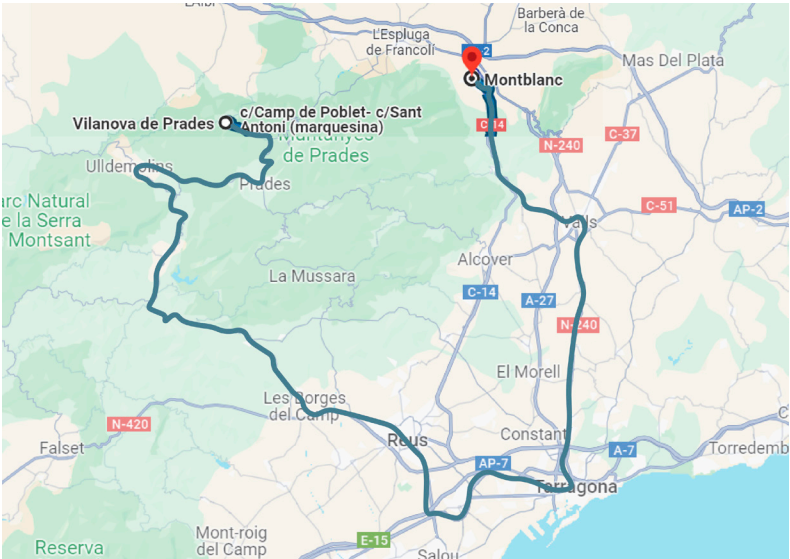 L'Albi
Barberà de
la Conca
L'Espluga
de Francolí
-2
Mas Del Plata
Montblanc
Vilanova de Prades
c/Camp de Poblet- c/Sant
Antoni (marquesina)
Muntanyes
de Prades
C-14
N-240
C-37
Ulldemolins
Prades
arc Natural
e la Serra
Montsant
C-51
AP-2
Valls
Alcover
La Mussara
C-14
A-27
N-240
El Morell
Les Borges
del Camp
N-420
Reus
Constantí
Falset
AP-7
A-7
Torredemb
Tarragona
Mont-roig
del Camp
E-15
Salou
Reserva